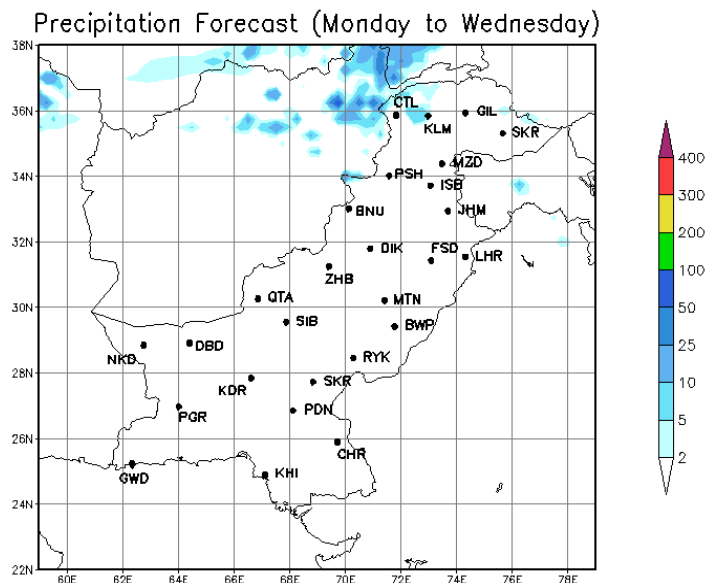 Precipitation Forecast (Monday to Wednesday)
38N
36N
CTL
GIL
KLM
SKR
400
34N
PSH
MZD
ISB
300
BNU
JHM
200
32N
DIK
FSD
LHR
ZHB
100
30N
QTA
MTN
50
SIB
BWP
NKD
DBD
RYK
25
28N
KDR
SKR
10
PGR
PDN
5
26N
CHR
2
GWD
KHI
24N
22N
60E 62E 64E 66E 68E 70E 72E 74E 76E 78E